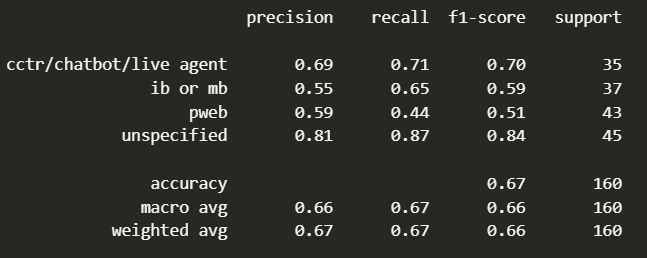 precision recall f1-score support
cctr/chatbot/live agent 0.69 0.71 0.70 35
ib or mb 0.55 0.65 0.59 37
pweb 0.59 0.44 0.51 43
unspecified 0.81 0.87 0.84 45
accuracy 0.67 160
macro avg 0.66 0.67 0.66 160
weighted avg 0.67 0.67 0.66 160